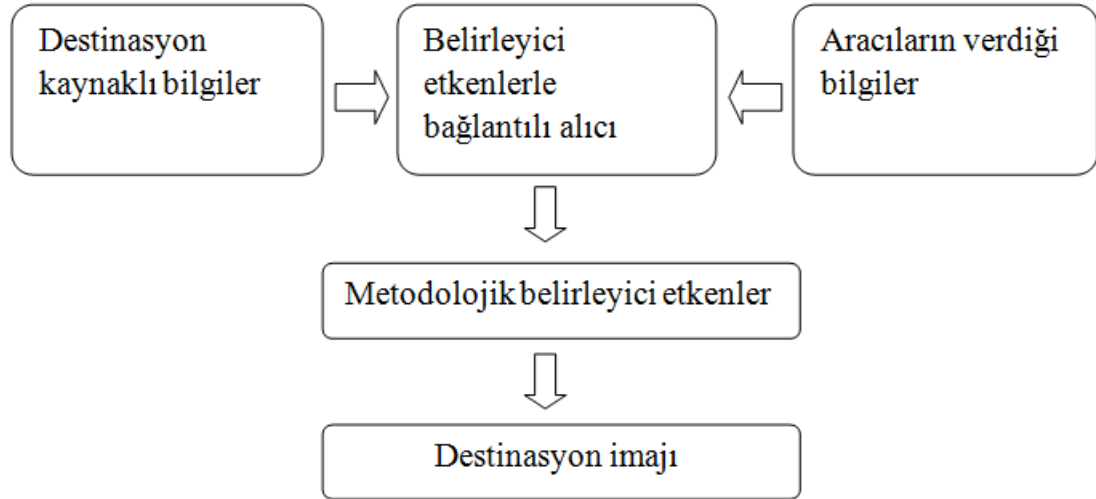 Destinasyon
kaynaklı bilgiler
Belirleyici
etkenlerle
bağlantılı alıcı
Aracıların verdiği
bilgiler
Metodolojik belirleyici etkenler
Destinasyon imajı